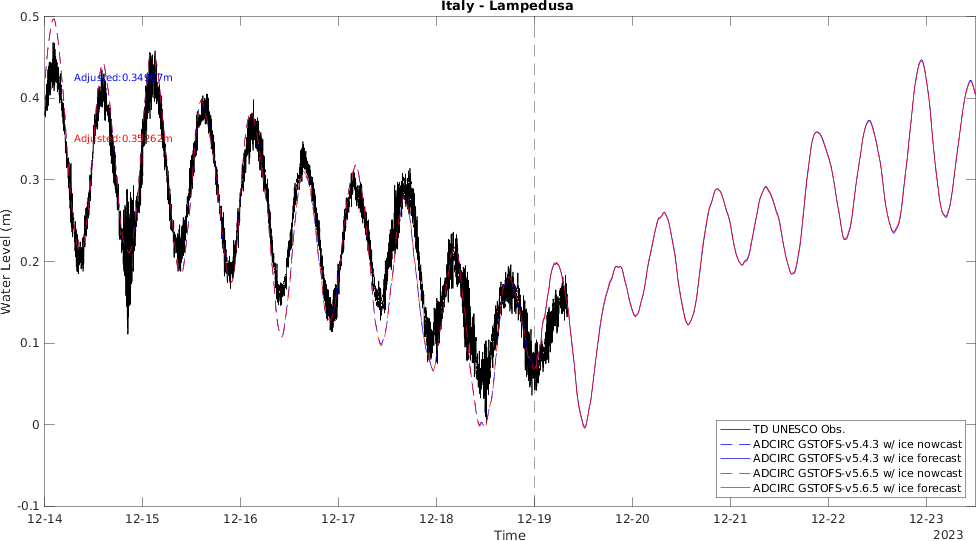 Italy - Lampedusa
0.5
0.4
0.3
0.2
0.1
0
-0.1
Water Level (m)
12-14
12-15
12-16
12-17
12-18
12-19
12-20
12-21
12-22
12-23
Time
2023
TD UNESCO Obs.
ADCIRC GSTOFS-v5.4.3 w/ ice nowcast
ADCIRC GSTOFS-v5.4.3 w/ ice forecast
ADCIRC GSTOFS-v5.6.5 w/ ice nowcast
ADCIRC GSTOFS-v5.6.5 w/ ice forecast